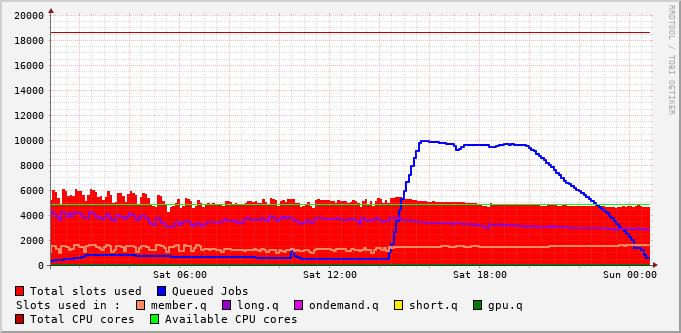 RRDTOOL / TOBI OETIKER
20000
18000
16000
14000
12000
10000
8000
6000
4000
2000
0
Sat 06:00 Sat 12:00 Sat 18:00 Sun 00:00
Total slots used Queued Jobs
Slots used in : member.q long.q ondemand.q short.q gpu.q
Total CPU cores Available CPU cores